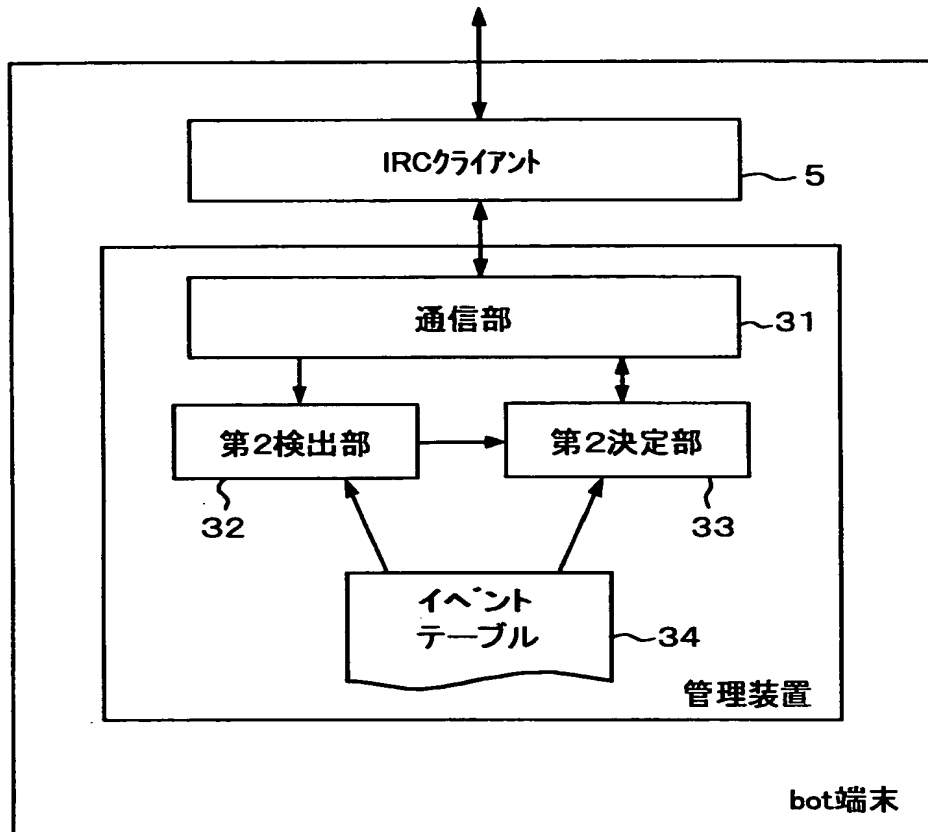 IRCクライアント
5
通信部
31
第2検出部
第2決定部
32
33
イベント
テーブル
34
管理装置
bot端末